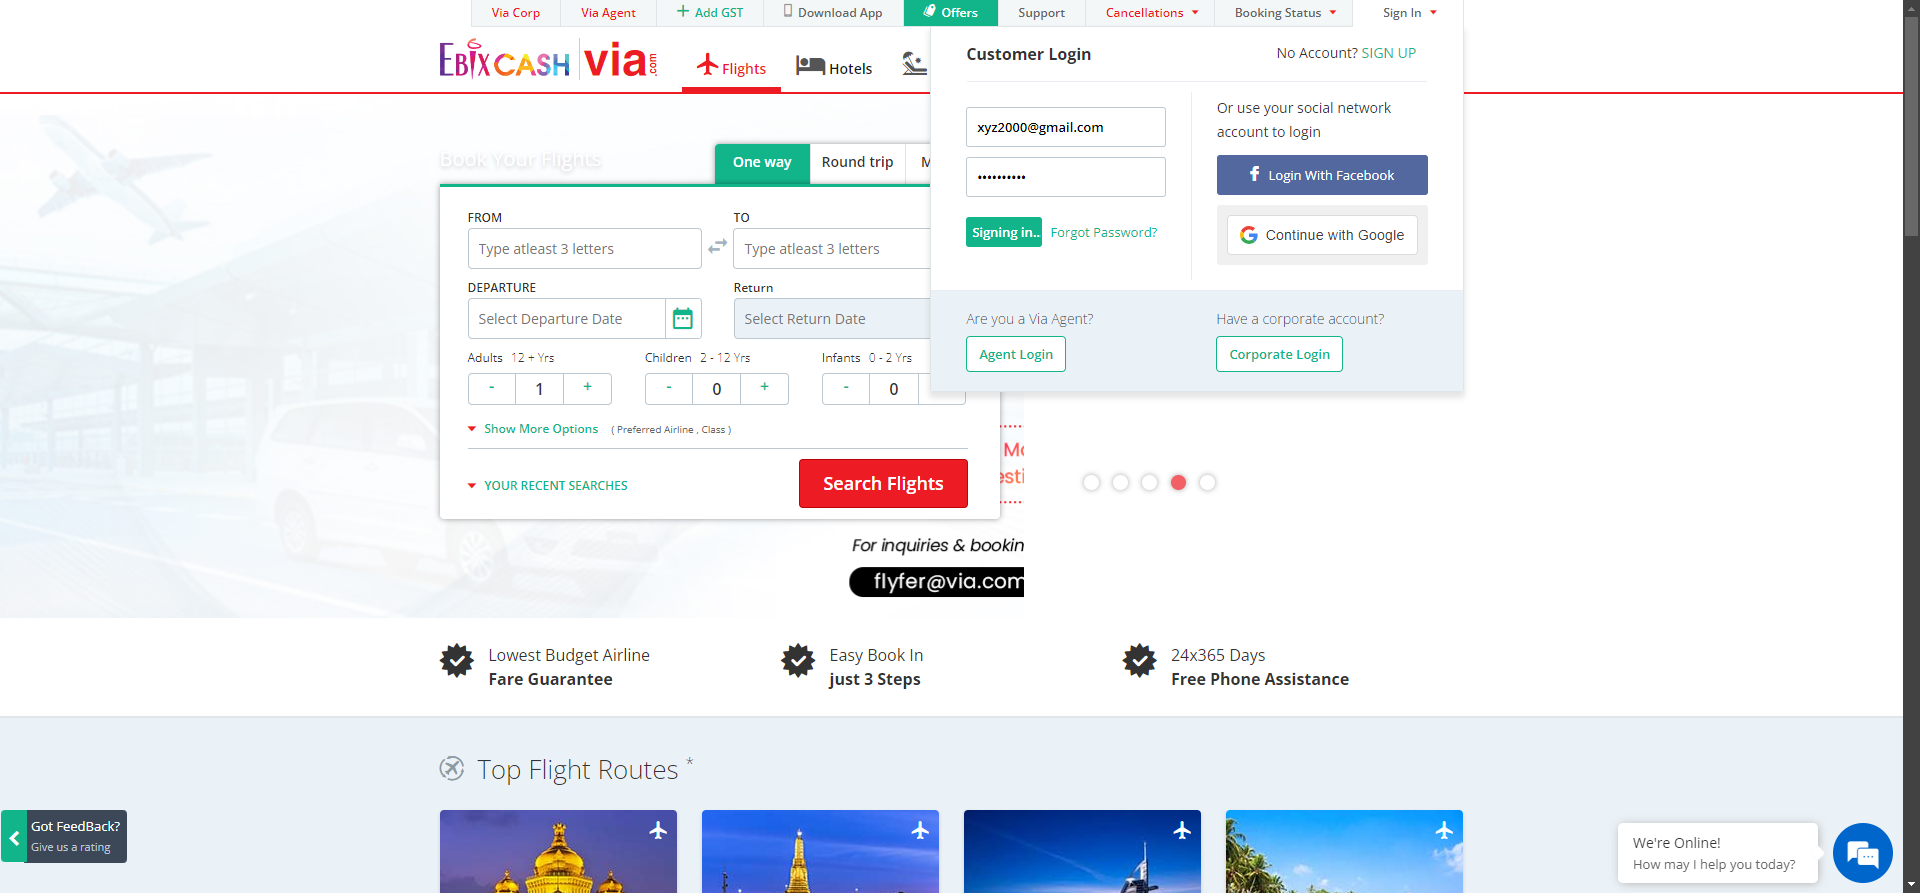 Via Corp
Via Agent
+ Add GST
Download App
Offers
Support
Cancellations
Booking Status
Sign In
EBIXCASH via.com
Flights
Hotels
Customer Login
No Account? SIGN UP
xyz2000@gmail.com
••••••••••
Signing in..
Forgot Password?
Or use your social network
account to login
f Login With Facebook
Continue with Google
Are you a Via Agent?
Agent Login
Have a corporate account?
Corporate Login
Book Your Flights
One way
Round trip
M
FROM
Type atleast 3 letters
TO
Type atleast 3 letters
DEPARTURE
Select Departure Date
Return
Select Return Date
Adults 12 + Yrs
- 1 +
Children 2 - 12 Yrs
- 0 +
Infants 0 - 2 Yrs
- 0
Show More Options ( Preferred Airline , Class )
YOUR RECENT SEARCHES
Search Flights
For inquiries & bookin
flyfer@via.com
Lowest Budget Airline
Fare Guarantee
Easy Book In
just 3 Steps
24x365 Days
Free Phone Assistance
Top Flight Routes *
Got FeedBack?
Give us a rating
We're Online!
How may I help you today?